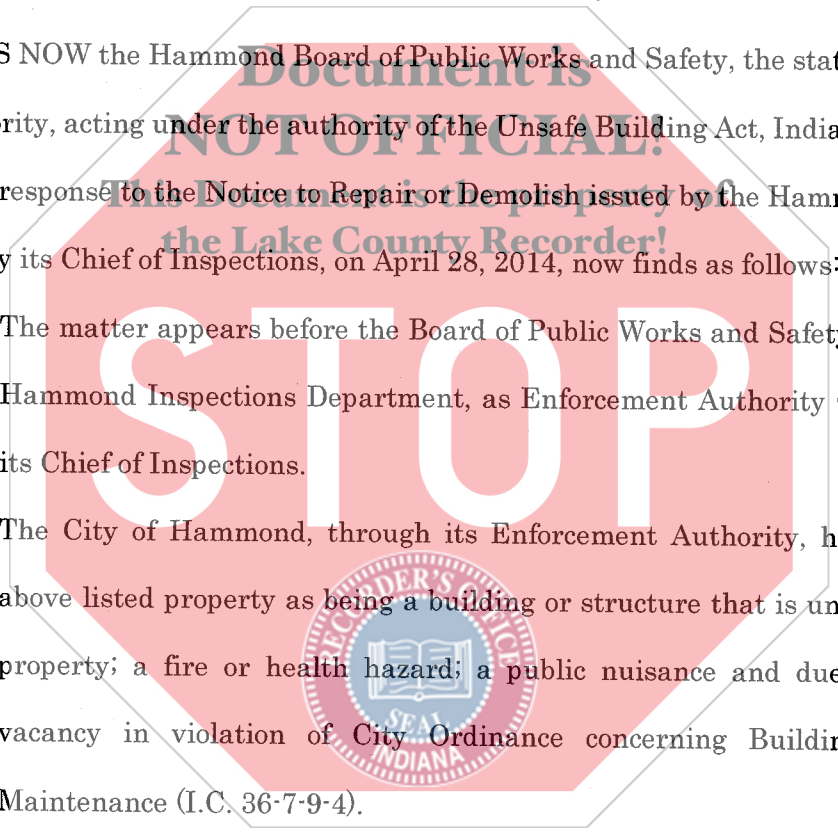 S NOW the Hammond Board of Public Works and Safety, the stat
Document is
rity, acting under the authority of the Unsafe Building Act, India
NOT OFFICIAL!
response to the Notice to Repair or Demolish issued by the Hamm
This Document is the property of
the Lake County Recorder!
y its Chief of Inspections, on April 28, 2014, now finds as follows:
The matter appears before the Board of Public Works and Safety
STOP
Hammond Inspections Department, as Enforcement Authority
its Chief of Inspections.
The City of Hammond, through its Enforcement Authority, h
above listed property as being a building or structure that is un
RECORDER'S OFFICE
property; a fire or health hazard; a public nuisance and due
SEAL
vacancy in violation of City Ordinance concerning Buildin
INDIANA
Maintenance (I.C. 36-7-9-4).